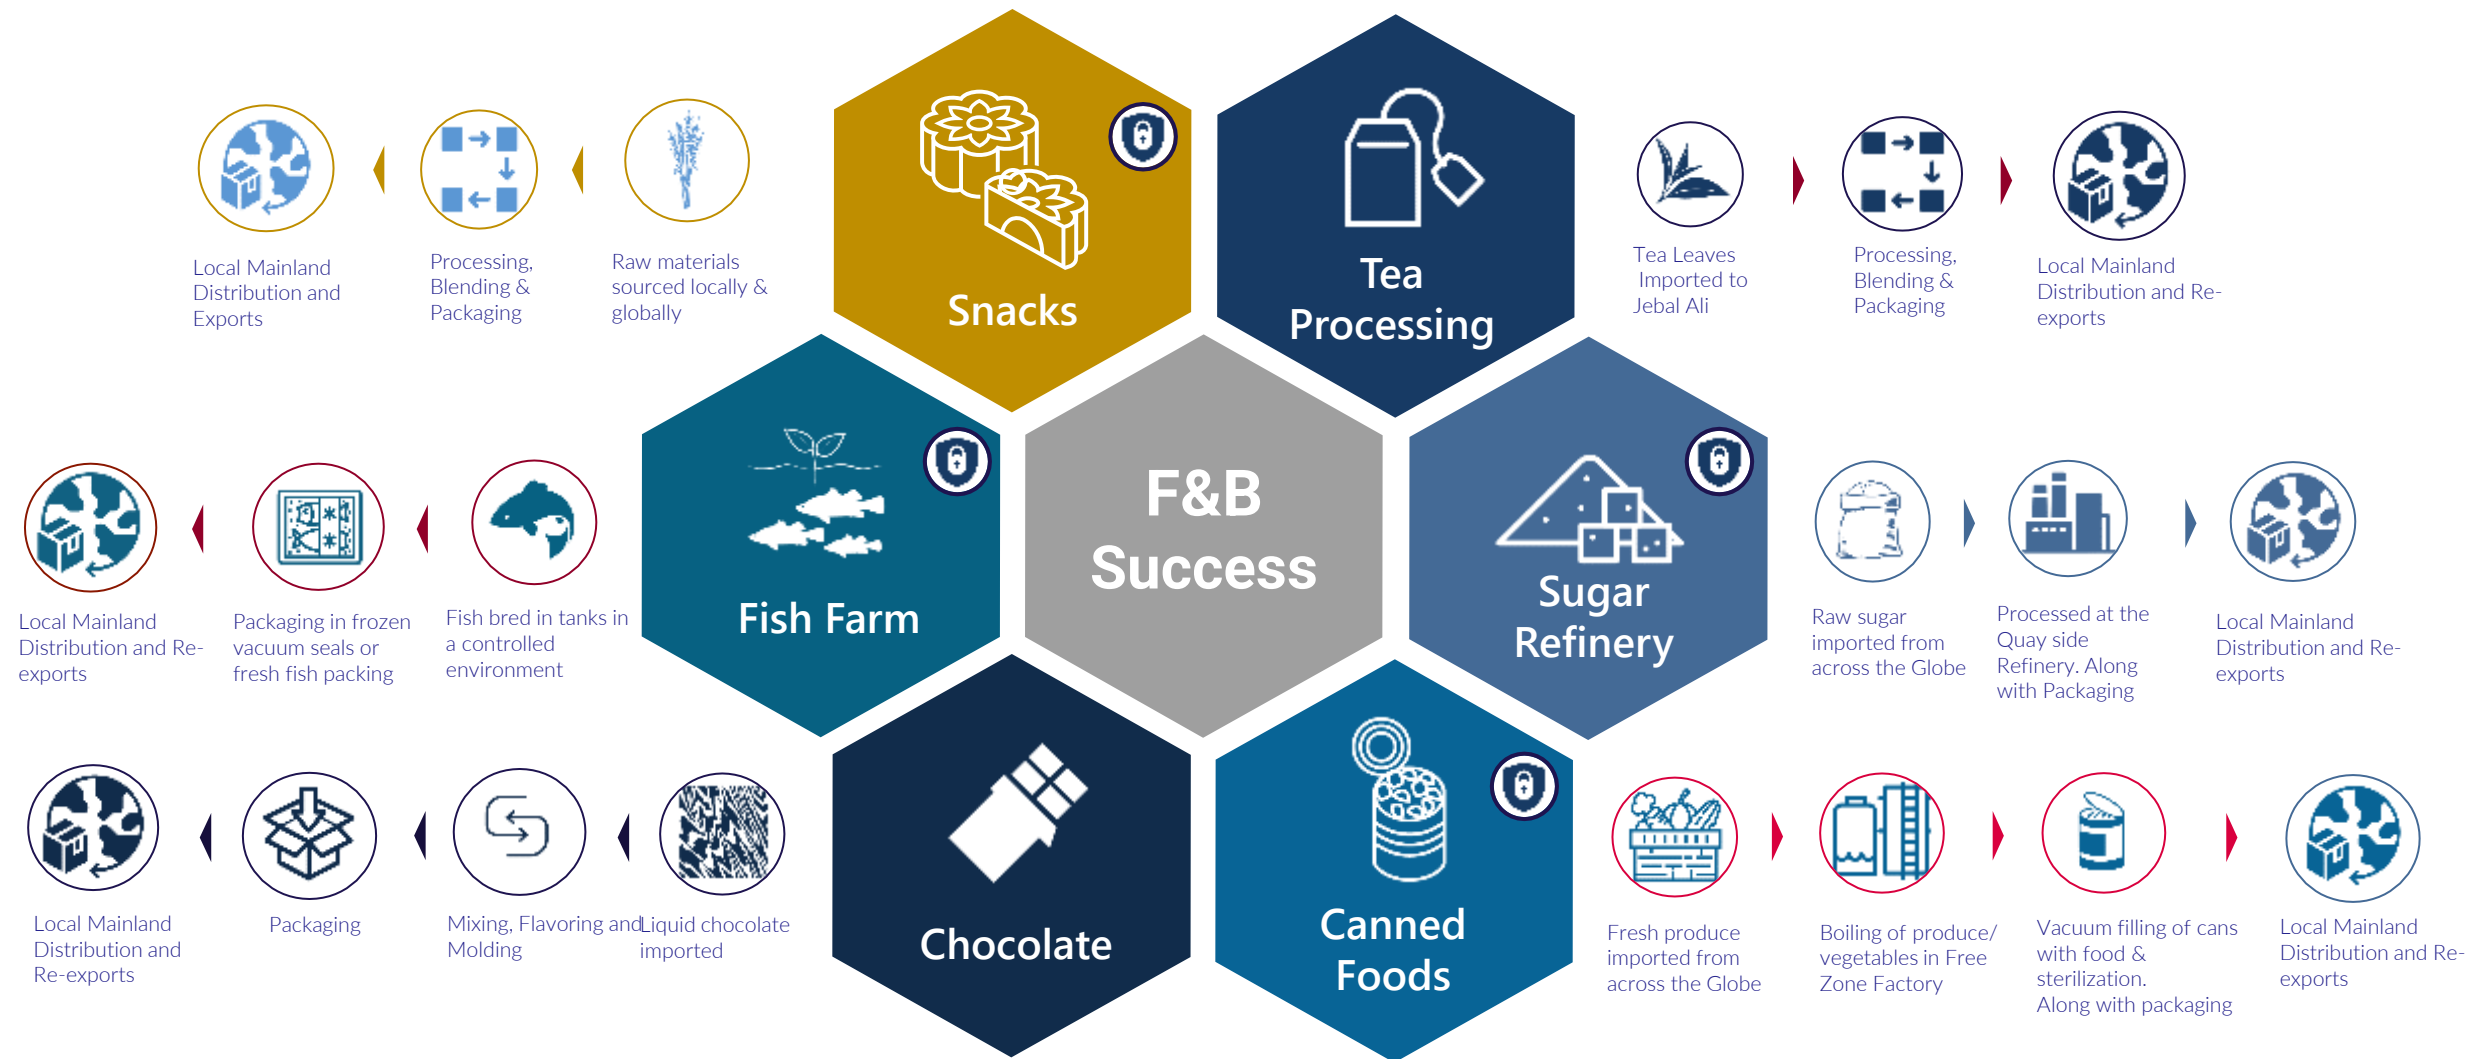 Snacks
Tea
Processing
Local Mainland
Distribution and
Exports
Processing,
Blending &
Packaging
Raw materials
sourced locally &
globally
Tea Leaves
Imported to
Jebal Ali
Processing,
Blending &
Packaging
Local Mainland
Distribution and Re-
exports
Fish Farm
F&B
Success
Sugar
Refinery
Local Mainland
Distribution and Re-
exports
Packaging in frozen
vacuum seals or
fresh fish packing
Fish bred in tanks in
a controlled
environment
Raw sugar
imported from
across the Globe
Processed at the
Quay side
Refinery. Along
with Packaging
Local Mainland
Distribution and Re-
exports
Chocolate
Canned
Foods
Local Mainland
Distribution and
Re-exports
Packaging
Mixing, Flavoring and
Molding
Liquid chocolate
imported
Fresh produce
imported from
across the Globe
Boiling of produce/
vegetables in Free
Zone Factory
Vacuum filling of cans
with food &
sterilization.
Along with packaging
Local Mainland
Distribution and Re-
exports